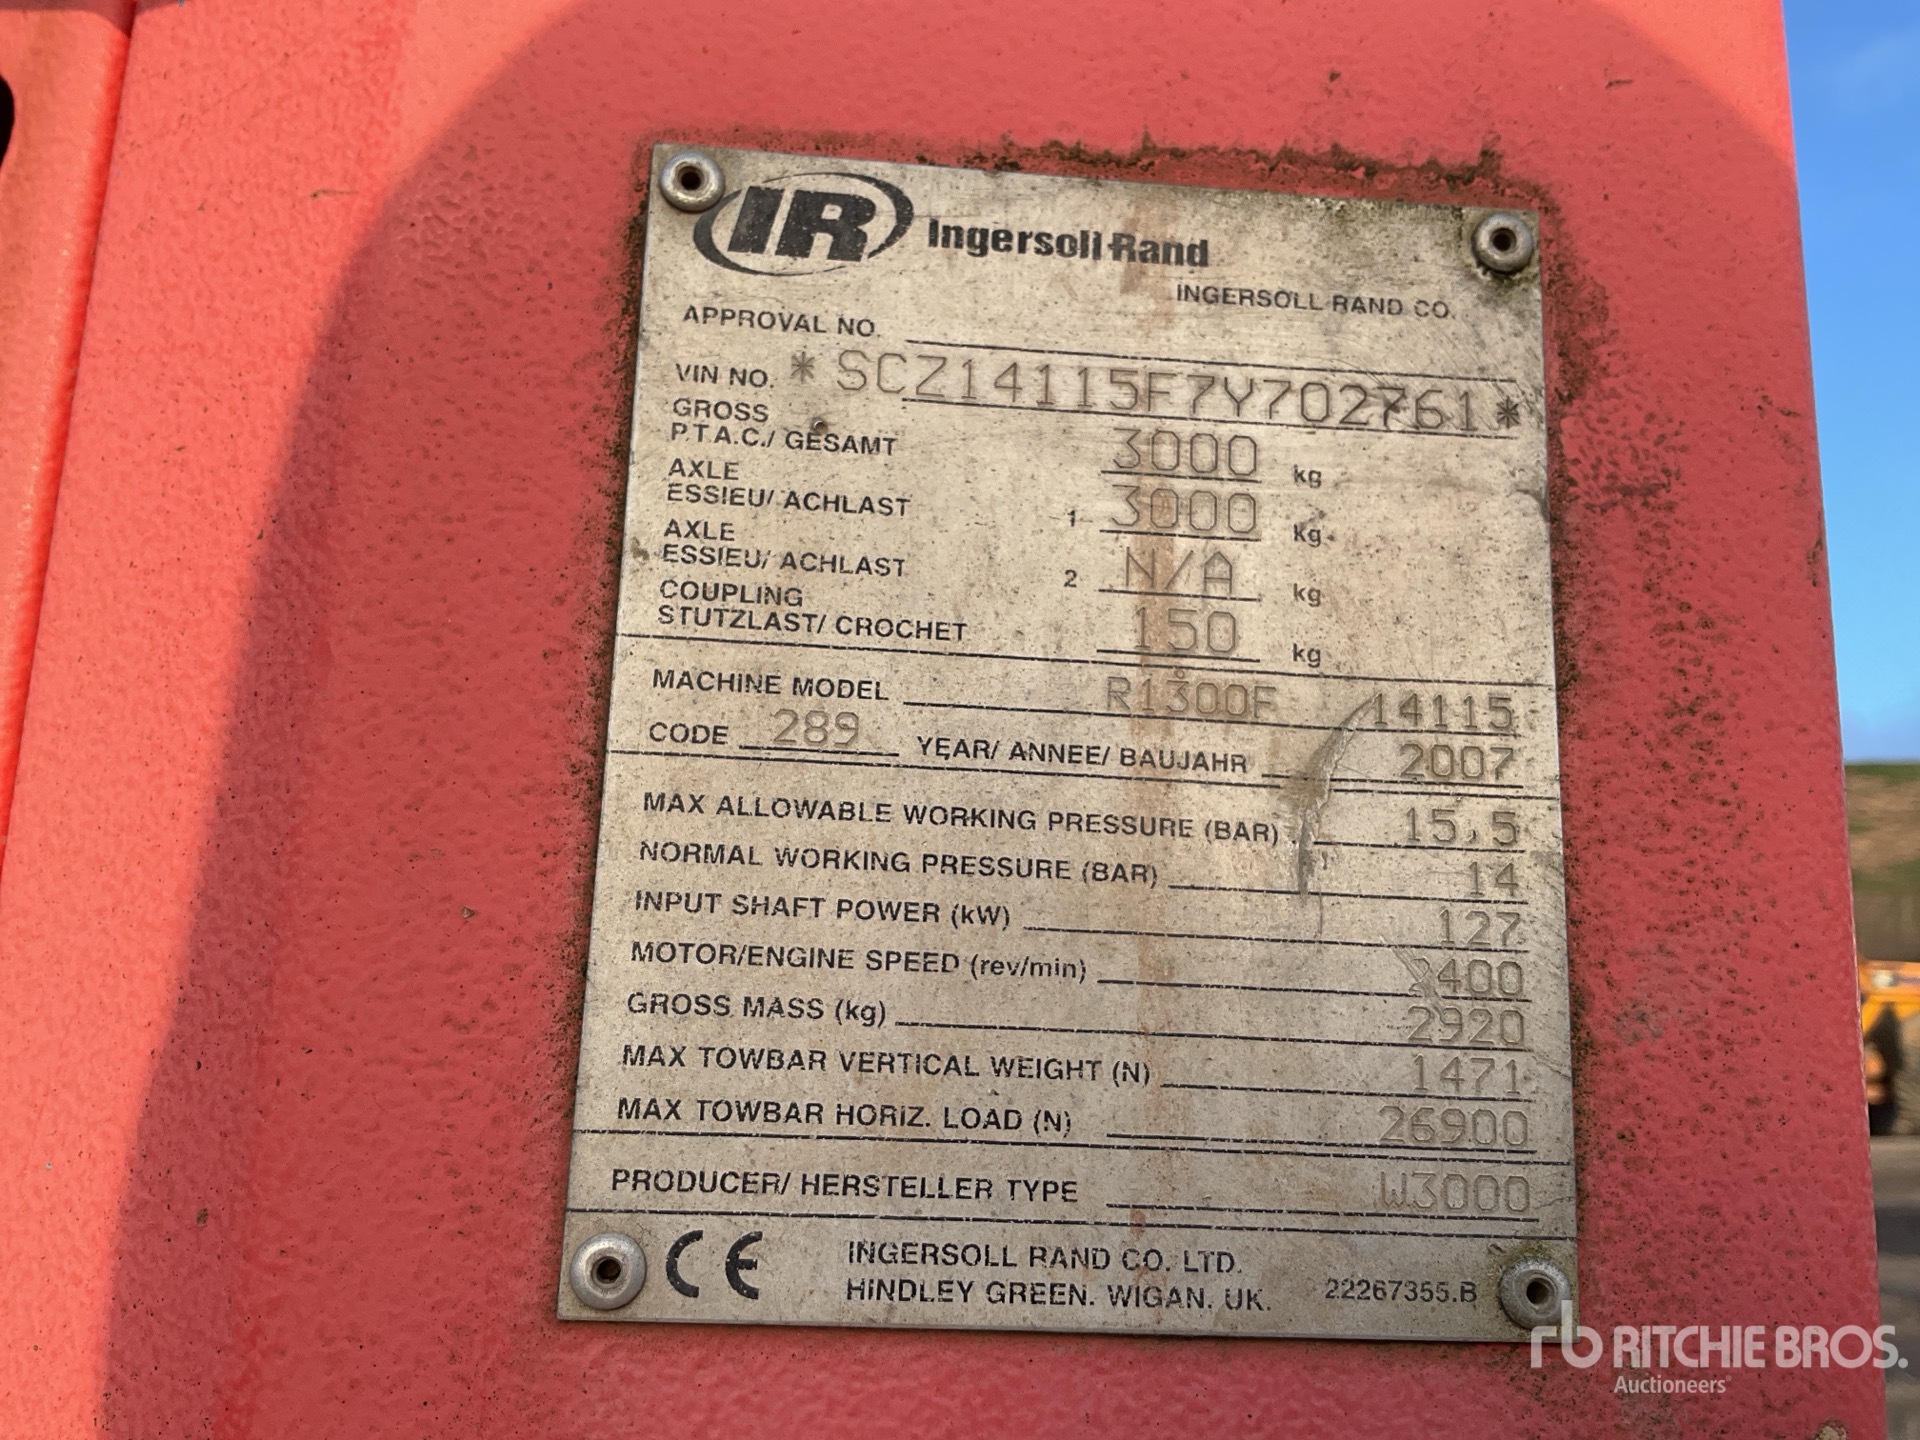 IR Ingersoll-Rand
INGERSOLL-RAND CO.
APPROVAL NO.
VIN NO. *SCZ14115F7Y702761*
GROSS
P.T.A.C./ GESAMT 3000 kg
AXLE
ESSIEU/ ACHLAST 1 3000 kg
AXLE
ESSIEU/ ACHLAST 2 N/A kg
COUPLING
STUTZLAST/ CROCHET 150 kg
MACHINE MODEL R1300F 14115
CODE 289 YEAR/ ANNEE/ BAUJAHR 2007
MAX ALLOWABLE WORKING PRESSURE (BAR) 15,5
NORMAL WORKING PRESSURE (BAR) 14
INPUT SHAFT POWER (kW) 127
MOTOR/ENGINE SPEED (rev/min) 2400
GROSS MASS (kg) 2920
MAX TOWBAR VERTICAL WEIGHT (N) 1471
MAX TOWBAR HORIZ. LOAD (N) 26900
PRODUCER/ HERSTELLER TYPE W3000
CE INGERSOLL RAND CO. LTD.
HINDLEY GREEN. WIGAN. UK. 22267355.B
rb RITCHIE BROS.
Auctioneers